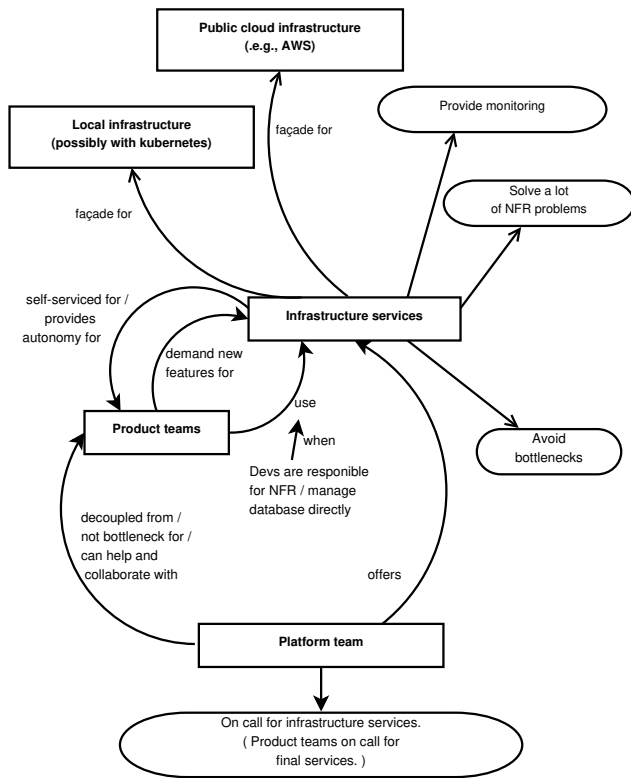 Public cloud infrastructure
(.e.g., AWS)
Local infrastructure
(possibly with kubernetes)
façade for
Provide monitoring
façade for
Solve a lot
of NFR problems
self-serviced for /
provides
autonomy for
Infrastructure services
demand new
features for
use
Product teams
when
Avoid
bottlenecks
Devs are responible
for NFR / manage
database directly
decoupled from /
not bottleneck for /
can help and
collaborate with
offers
Platform team
On call for infrastructure services.
( Product teams on call for
final services. )